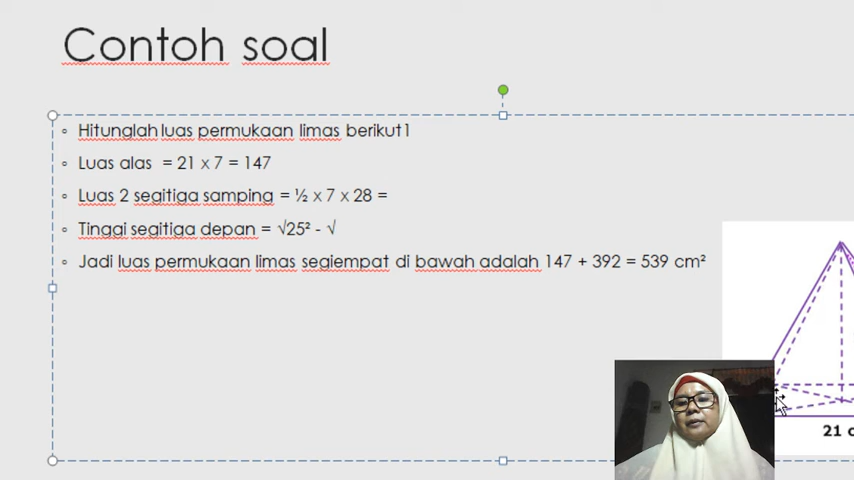 Contoh soal
Hitunglah luas permukaan limas berikut1
Luas alas = 21 x 7 = 147
Luas 2 segitiga samping = ½ x 7 x 28 =
Tinggi segitiga depan = √25² - √
Jadi luas permukaan limas segiempat di bawah adalah 147 + 392 = 539 cm²
21 c